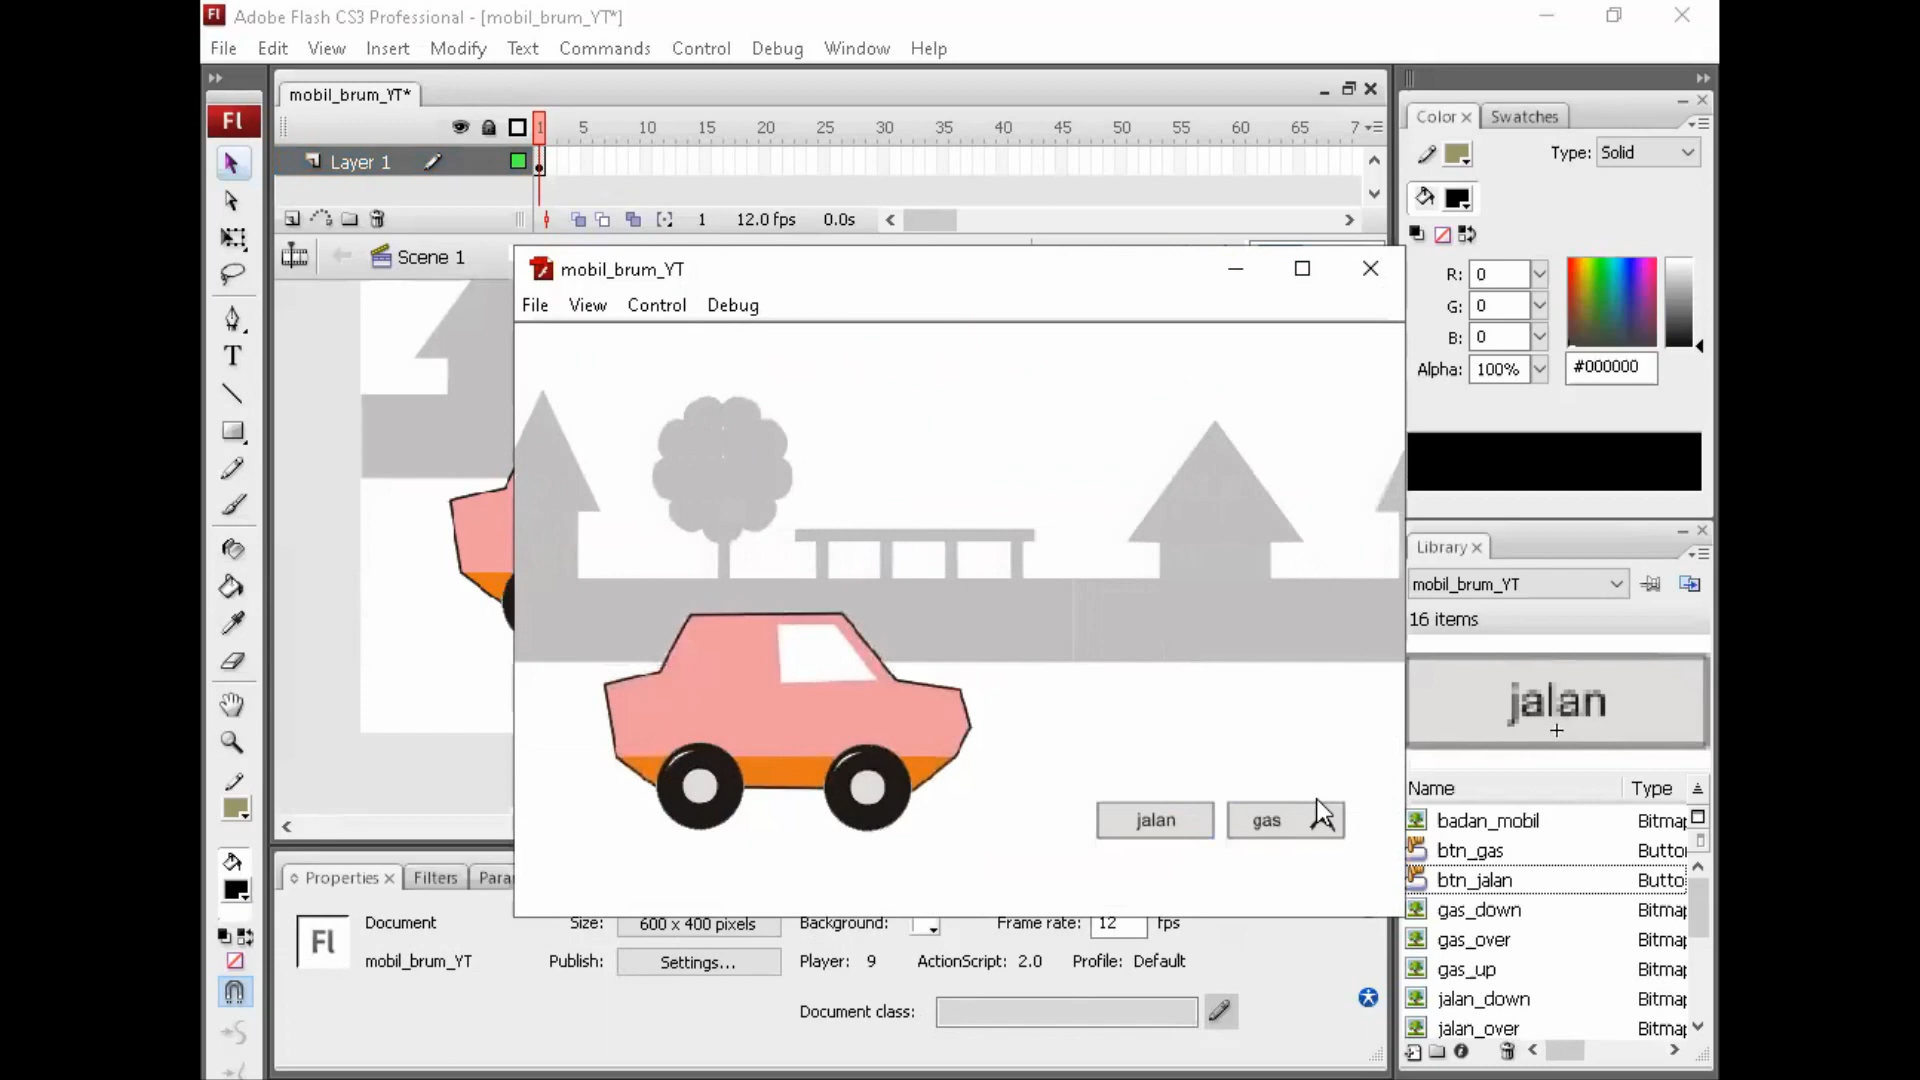 Fl Adobe Flash CS3 Professional - [mobil_brum_YT*]
File Edit View Insert Modify Text Commands Control Debug Window Help
mobil_brum_YT*
Fl
1 5 10 15 20 25 30 35 40 45 50 55 60 65 7
Layer 1
1 12.0 fps 0.0s
Scene 1
mobil_brum_YT
File View Control Debug
jalan gas
Properties Filters
Fl
Document
mobil_brum_YT
Size: 600 x 400 pixels Background: Frame rate: 12 fps
Publish: Settings... Player: 9 ActionScript: 2.0 Profile: Default
Document class:
Color Swatches
Type: Solid
R: 0
G: 0
B: 0
Alpha: 100% #000000
Library
mobil_brum_YT
16 items
jalan
Name Type
badan_mobil
btn_gas
btn_jalan
gas_down
gas_over
gas_up
jalan_down
jalan_over